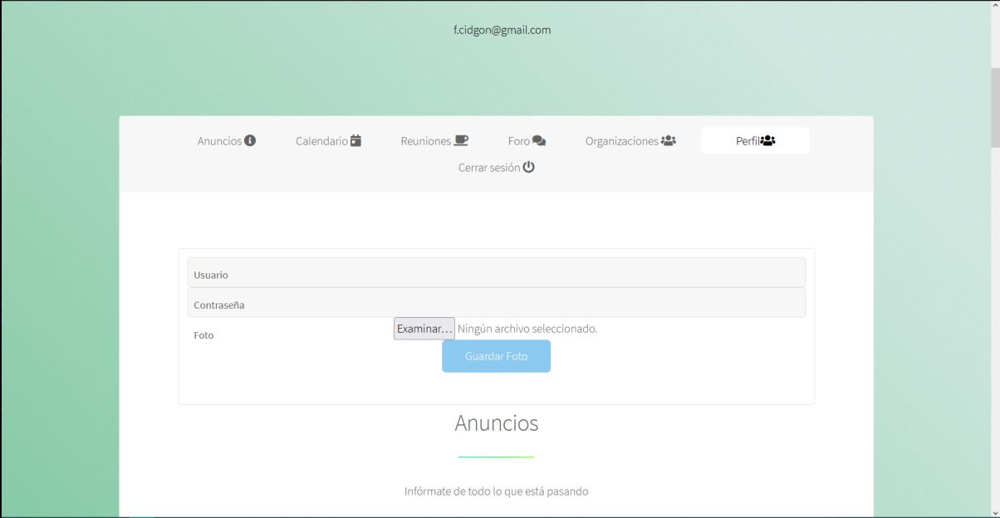 f.cidgon@gmail.com
Anuncios Calendario Reuniones Foro Organizaciones Perfil
Cerrar sesión
Usuario
Contraseña
Foto Examinar... Ningún archivo seleccionado.
Guardar Foto
Anuncios
Infórmate de todo lo que está pasando